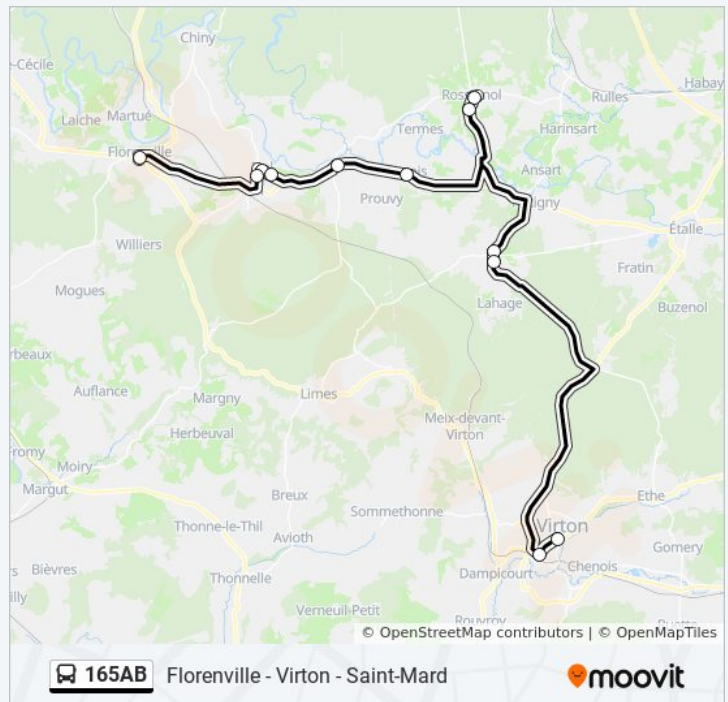 Chiny
-Cécile
Habay
Rulles
Martué
Laiche
Termes
Harinsart
Ansart
Prouvy
Étalle
Williers
Fratin
Mogues
Lahage
Buzenol
Auflance
Margny
Limes
Meix-devant-
Virton
Herbeuval
Fromy
Moiry
Margut
Breux
Sommethonne
Ethe
Virton
Thonne-le-Thil
Avioth
Gomery
Bièvres
Thonnelle
Dampicourt
Chenois
Verneuil-Petit
Rouvroy
© OpenStreetMap contributors | © OpenMapTiles
165AB Florenville - Virton - Saint-Mard
moovit